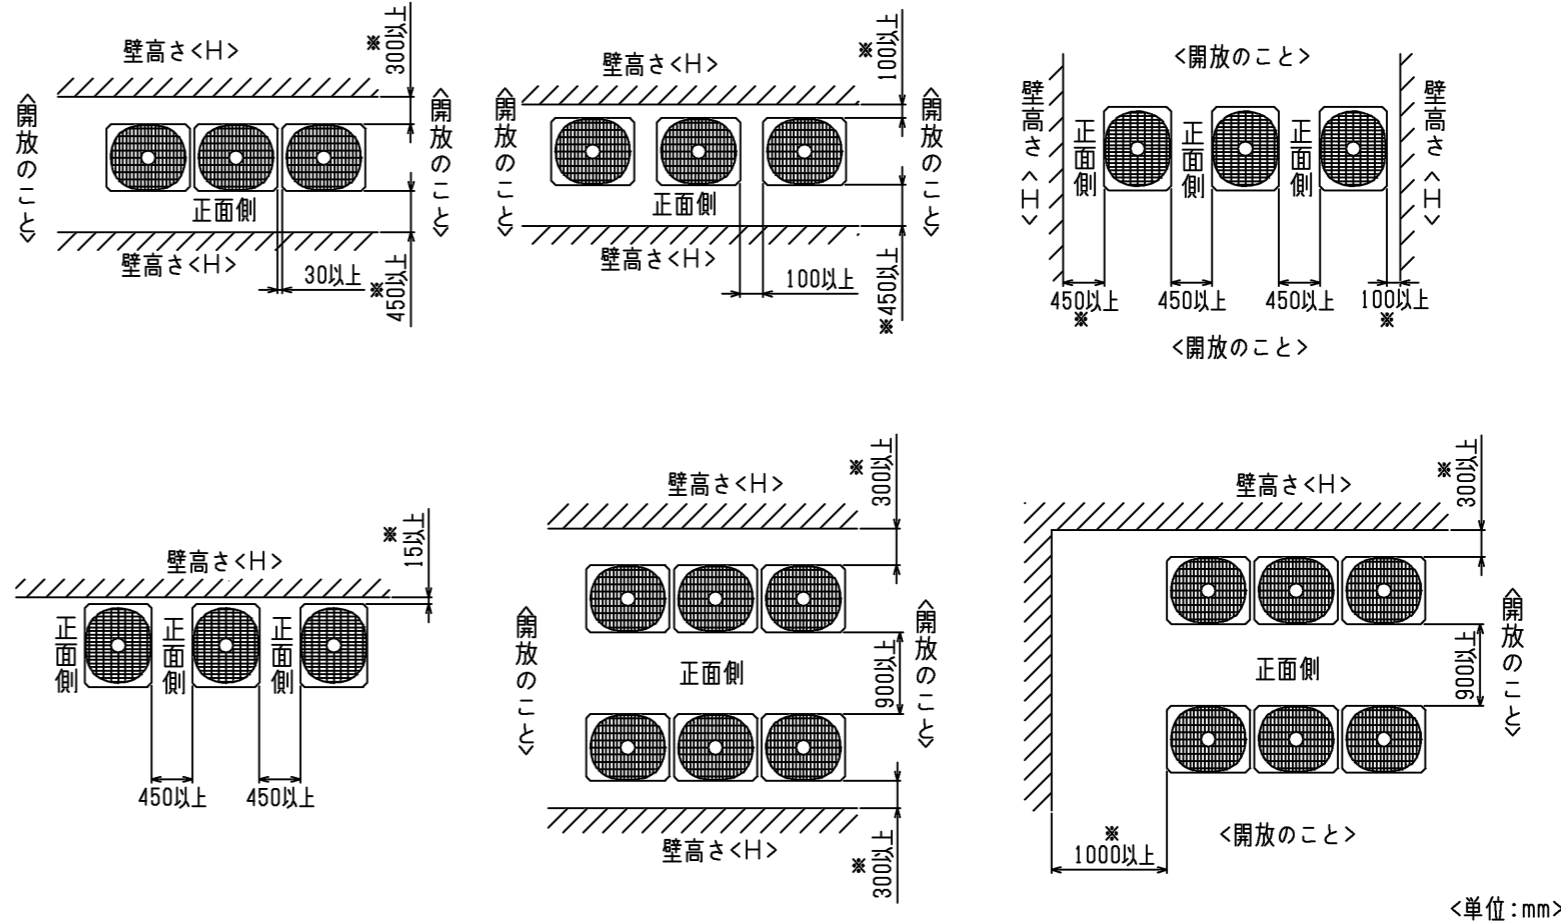 壁高さ<H>
※
300以上
<開放のこと>
<開放のこと>
正面側
壁高さ<H>
30以上
※
450以上
壁高さ<H>
※
100以上
<開放のこと>
<開放のこと>
正面側
壁高さ<H>
100以上
※450以上
<開放のこと>
壁高さ<H>
正面側
正面側
正面側
壁高さ<H>
450以上
※
450以上
450以上
100以上
※
<開放のこと>
壁高さ<H>
※
15以上
正面側
正面側
正面側
450以上
450以上
壁高さ<H>
※
300以上
<開放のこと>
正面側
900以上
<開放のこと>
壁高さ<H>
※
300以上
壁高さ<H>
※
300以上
正面側
900以上
<開放のこと>
※
1000以上
<開放のこと>
<単位:mm>